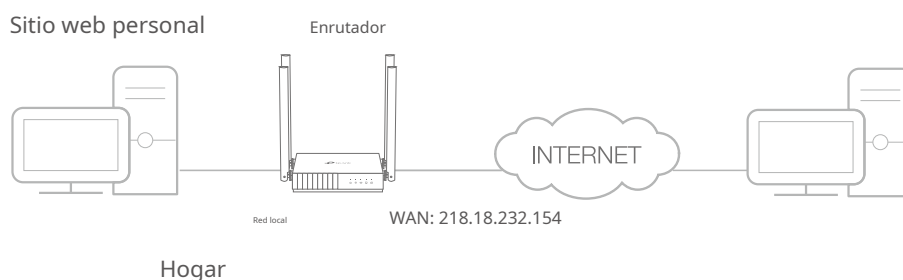 Sitio web personal
Enrutador
INTERNET
Red local
WAN: 218.18.232.154
Hogar